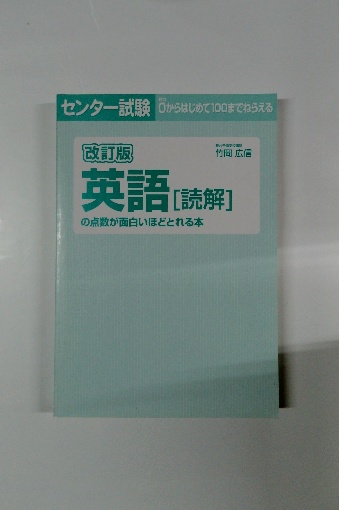 センター試験
0からはじめて100までねらえる
改訂版
竹岡 広信
英語[読解]
の点数が面白いほどとれる本